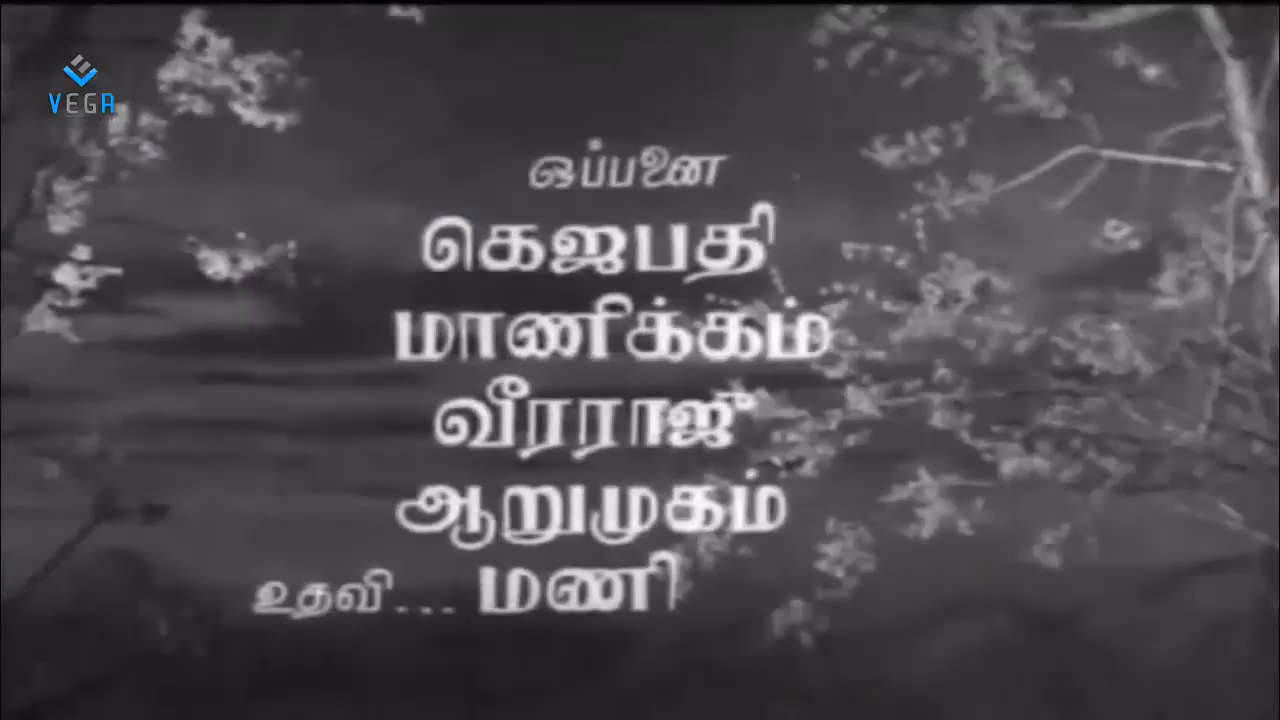 VEGA
ஒப்பனை
கெஜபதி
மாணிக்கம்
வீரராஜு
ஆறுமுகம்
உதவி... மணி